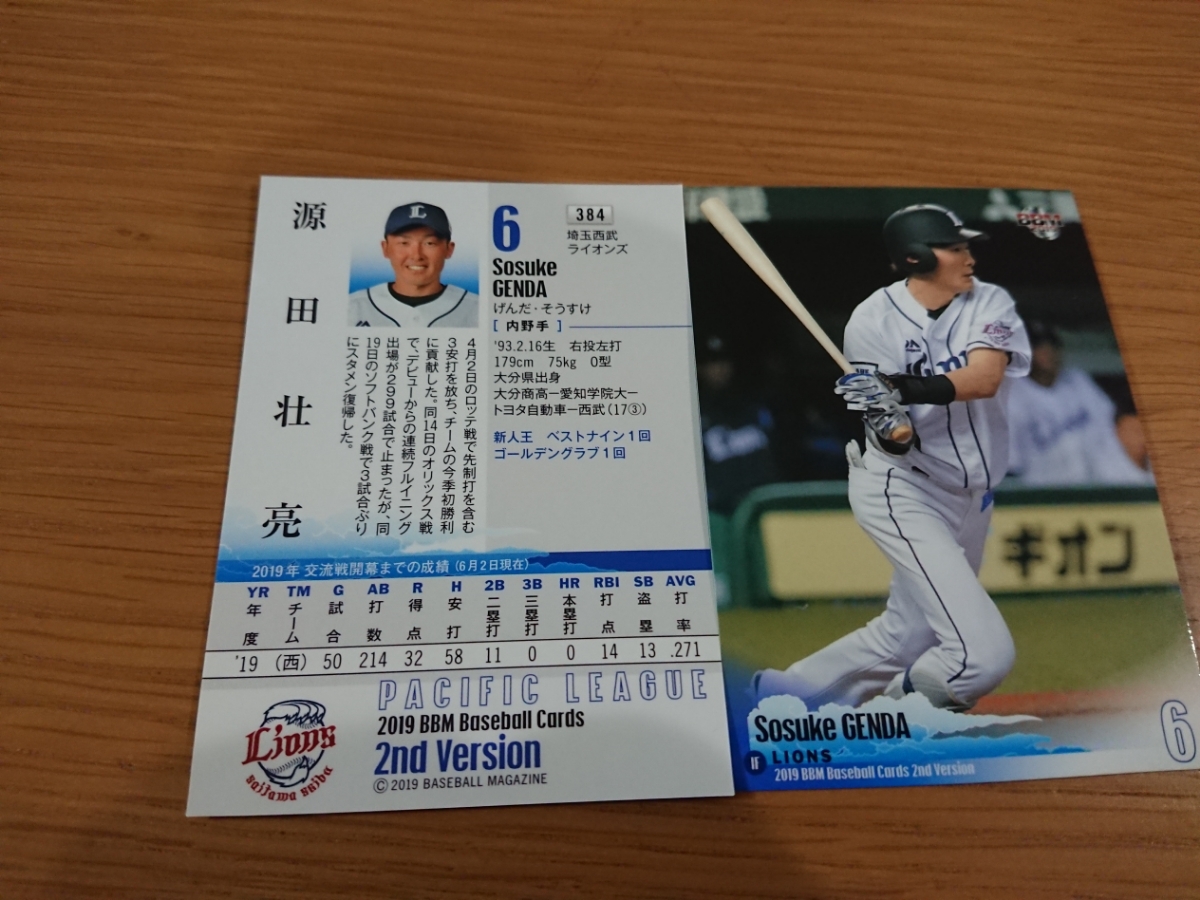 源田壮亮
6
384
埼玉西武
ライオンズ
Sosuke
GENDA
げんだ・そうすけ
[ 内野手 ]
'93.2.16生 右投左打
179cm 75kg O型
大分県出身
大分商高ー愛知学院大ー
トヨタ自動車ー西武(17③)
新人王 ベストナイン1回
ゴールデングラブ1回
4月2日のロッテ戦で先制打を含む
3安打を放ち、チームの今季初勝利
に貢献した。同14日のオリックス戦
で、デビューからの連続フルイニング
出場が299試合で止まったが、同
19日のソフトバンク戦で3試合ぶり
にスタメン復帰した。
2019年 交流戦開幕までの成績(6月2日現在)
YR TM G AB R H 2B 3B HR RBI SB AVG
年度 チーム 試合 打数 得点 安打 二塁打 三塁打 本塁打 打点 盗塁 打率
'19 (西) 50 214 32 58 11 0 0 14 13 .271
PACIFIC LEAGUE
2019 BBM Baseball Cards
2nd Version
© 2019 BASEBALL MAGAZINE
Lions
Saitama Seibu
BBM
ギオン
Sosuke GENDA
IF LIONS
2019 BBM Baseball Cards 2nd Version
6